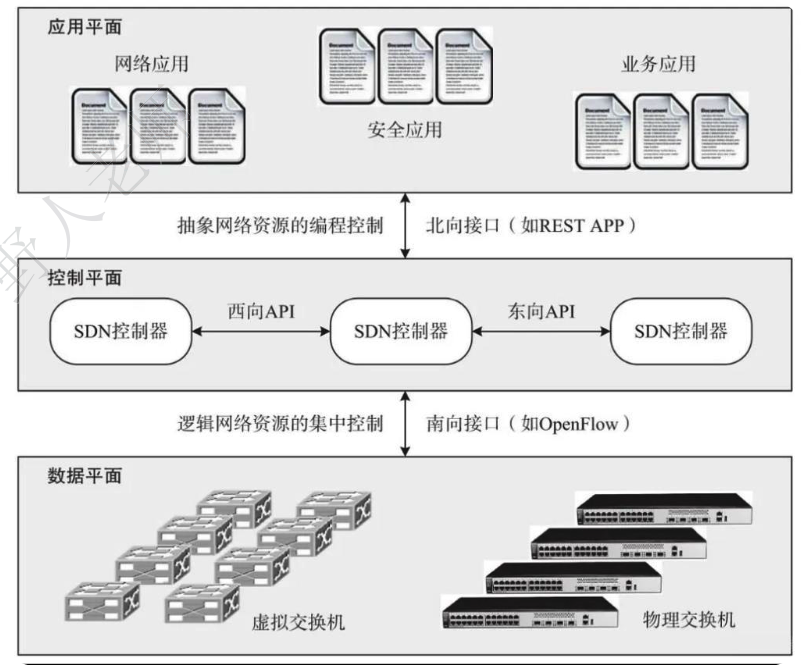 应用平面
网络应用
Document
Document
Document
Document
Document
Document
安全应用
业务应用
Document
Document
Document
抽象网络资源的编程控制
北向接口（如REST APP）
控制平面
SDN控制器
西向API
SDN控制器
东向API
SDN控制器
逻辑网络资源的集中控制
南向接口（如OpenFlow）
数据平面
虚拟交换机
物理交换机
野人老师